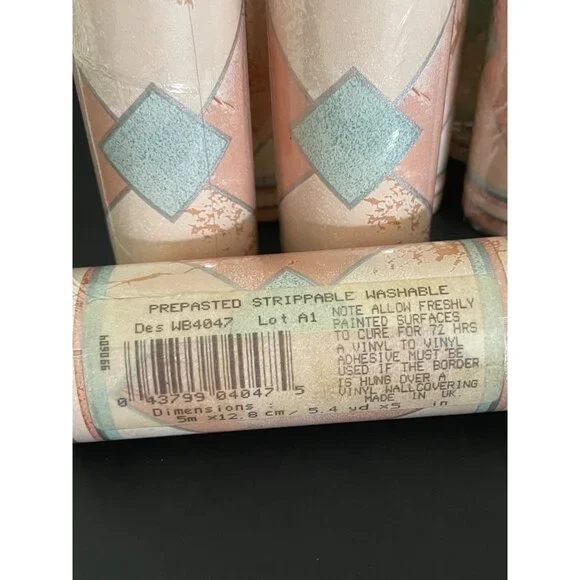 PREPASTED STRIPPABLE WASHABLE
Des WB4047 Lot A1
NOTE ALLOW FRESHLY
PAINTED SURFACES
TO CURE FOR 72 HRS
A VINYL TO VINYL
ADHESIVE MUST BE
USED IF THE BORDER
IS HUNG OVER A
VINYL WALLCOVERING
MADE IN UK.
0 43799 04047 5
Dimensions :
5m x12.8 cm/ 5.4 yd x5 in